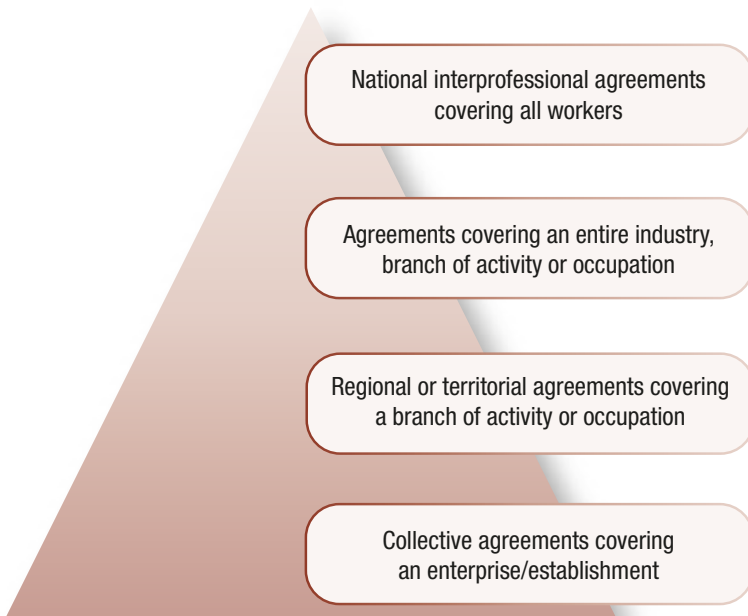 National interprofessional agreements
covering all workers
Agreements covering an entire industry,
branch of activity or occupation
Regional or territorial agreements covering
a branch of activity or occupation
Collective agreements covering
an enterprise/establishment